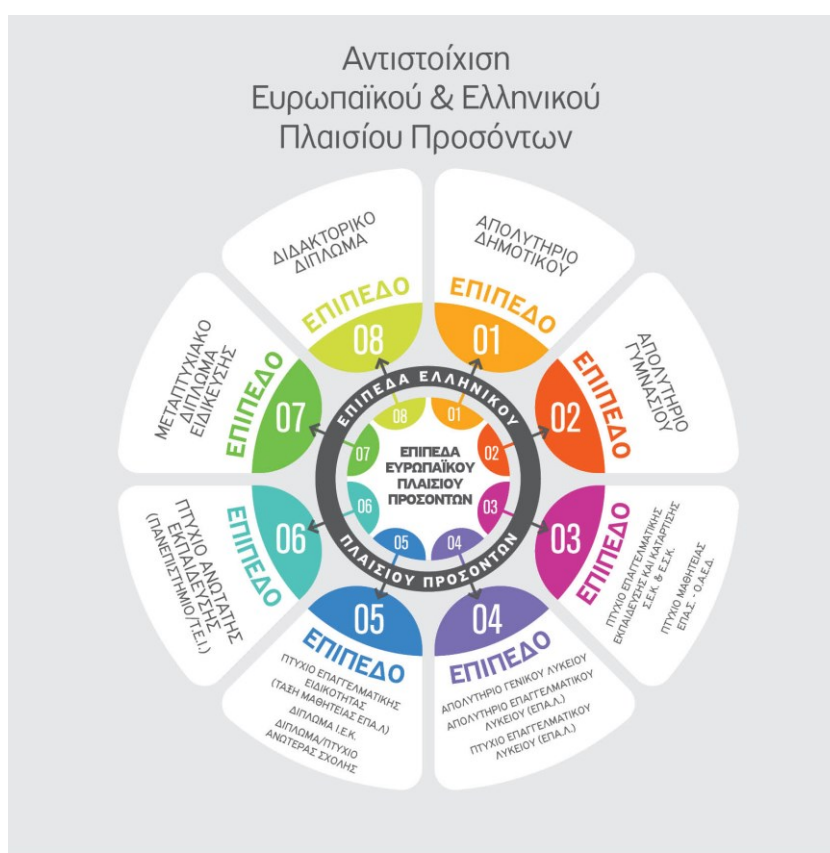 Αντιστοίχιση
Ευρωπαϊκού & Ελληνικού
Πλαισίου Προσόντων
ΑΠΟΛΥΤΗΡΙΟ
ΔΗΜΟΤΙΚΟΥ
ΕΠΙΠΕΔΟ
01
ΑΠΟΛΥΤΗΡΙΟ
ΓΥΜΝΑΣΙΟΥ
ΕΠΙΠΕΔΟ
02
ΠΤΥΧΙΟ ΕΠΑΓΓΕΛΜΑΤΙΚΗΣ
ΕΚΠΑΙΔΕΥΣΗΣ ΚΑΙ ΚΑΤΑΡΤΙΣΗΣ
Σ.Ε.Κ. & Ε.Σ.Κ.
ΠΤΥΧΙΟ ΜΑΘΗΤΕΙΑΣ
ΕΠΑ.Σ. - Ο.Α.Ε.Δ.
ΕΠΙΠΕΔΟ
03
04
ΕΠΙΠΕΔΟ
ΑΠΟΛΥΤΗΡΙΟ ΓΕΝΙΚΟΥ ΛΥΚΕΙΟΥ
ΑΠΟΛΥΤΗΡΙΟ ΕΠΑΓΓΕΛΜΑΤΙΚΟΥ
ΛΥΚΕΙΟΥ (ΕΠΑ.Λ.)
ΠΤΥΧΙΟ ΕΠΑΓΓΕΛΜΑΤΙΚΟΥ
ΛΥΚΕΙΟΥ (ΕΠΑ.Λ.)
05
ΕΠΙΠΕΔΟ
ΠΤΥΧΙΟ ΕΠΑΓΓΕΛΜΑΤΙΚΗΣ
ΕΙΔΙΚΟΤΗΤΑΣ
(ΤΑΞΗ ΜΑΘΗΤΕΙΑΣ ΕΠΑ.Λ)
ΔΙΠΛΩΜΑ Ι.Ε.Κ.
ΔΙΠΛΩΜΑ/ΠΤΥΧΙΟ
ΑΝΩΤΕΡΑΣ ΣΧΟΛΗΣ
ΠΤΥΧΙΟ ΑΝΩΤΑΤΗΣ
ΕΚΠΑΙΔΕΥΣΗΣ
(ΠΑΝΕΠΙΣΤΗΜΙΟ/Τ.Ε.Ι.)
ΕΠΙΠΕΔΟ
06
ΜΕΤΑΠΤΥΧΙΑΚΟ
ΔΙΠΛΩΜΑ
ΕΙΔΙΚΕΥΣΗΣ
ΕΠΙΠΕΔΟ
07
ΔΙΔΑΚΤΟΡΙΚΟ
ΔΙΠΛΩΜΑ
ΕΠΙΠΕΔΟ
08
ΕΠΙΠΕΔΑ ΕΛΛΗΝΙΚΟΥ
ΠΛΑΙΣΙΟΥ ΠΡΟΣΟΝΤΩΝ
01
02
03
04
05
06
07
08
ΕΠΙΠΕΔΑ
ΕΥΡΩΠΑΪΚΟΥ
ΠΛΑΙΣΙΟΥ
ΠΡΟΣΟΝΤΩΝ